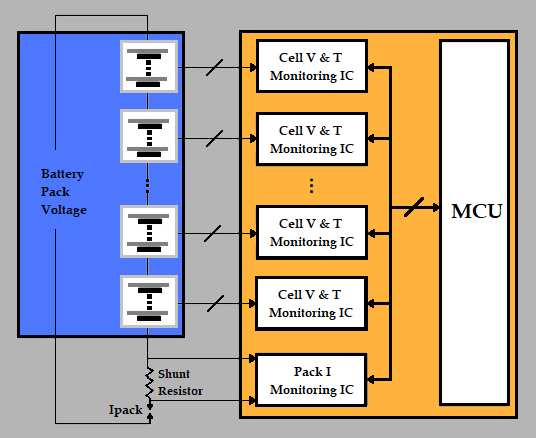 Cell V & T
Monitoring IC
Cell V & T
Monitoring IC
Battery
Pack
Voltage
MCU
Cell V & T
Monitoring IC
Cell V & T
Monitoring IC
Shunt
Resistor
Pack I
Monitoring IC
Ipack